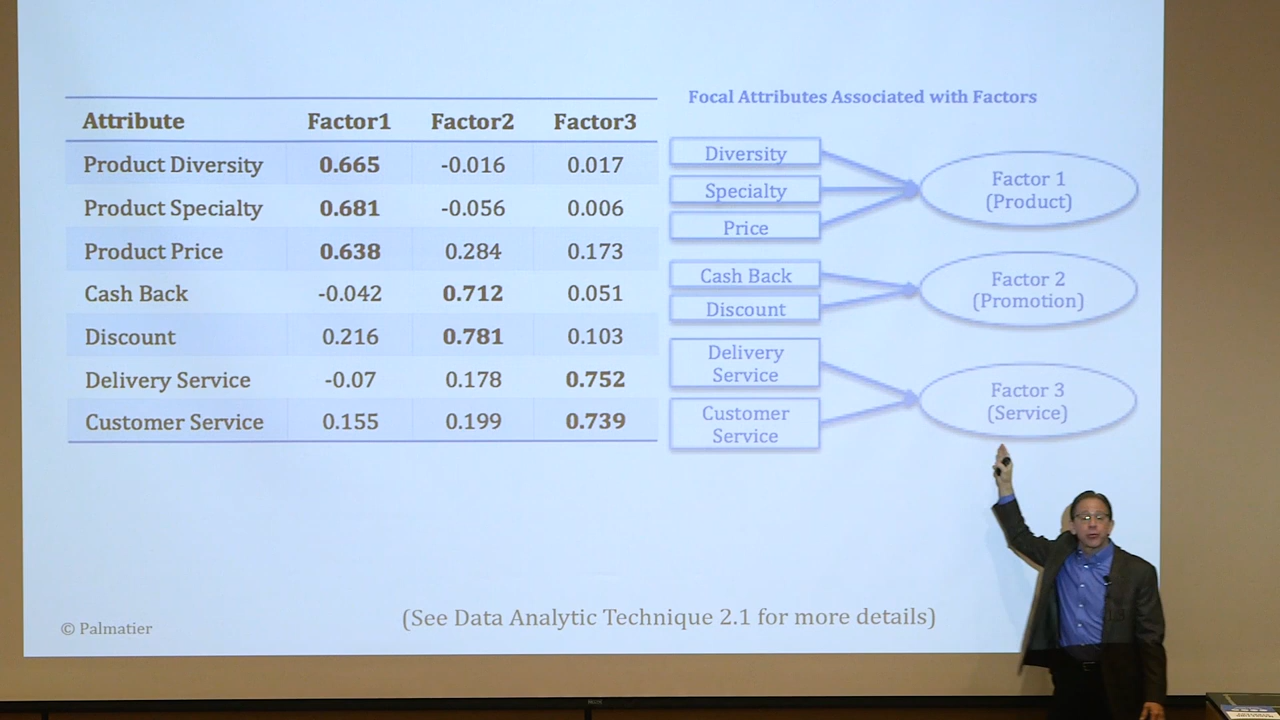 Attribute Factor1 Factor2 Factor3
Product Diversity 0.665 -0.016 0.017
Product Specialty 0.681 -0.056 0.006
Product Price 0.638 0.284 0.173
Cash Back -0.042 0.712 0.051
Discount 0.216 0.781 0.103
Delivery Service -0.07 0.178 0.752
Customer Service 0.155 0.199 0.739
Focal Attributes Associated with Factors
Diversity
Specialty
Price
Factor 1
(Product)
Cash Back
Discount
Factor 2
(Promotion)
Delivery
Service
Customer
Service
Factor 3
(Service)
(See Data Analytic Technique 2.1 for more details)
© Palmatier